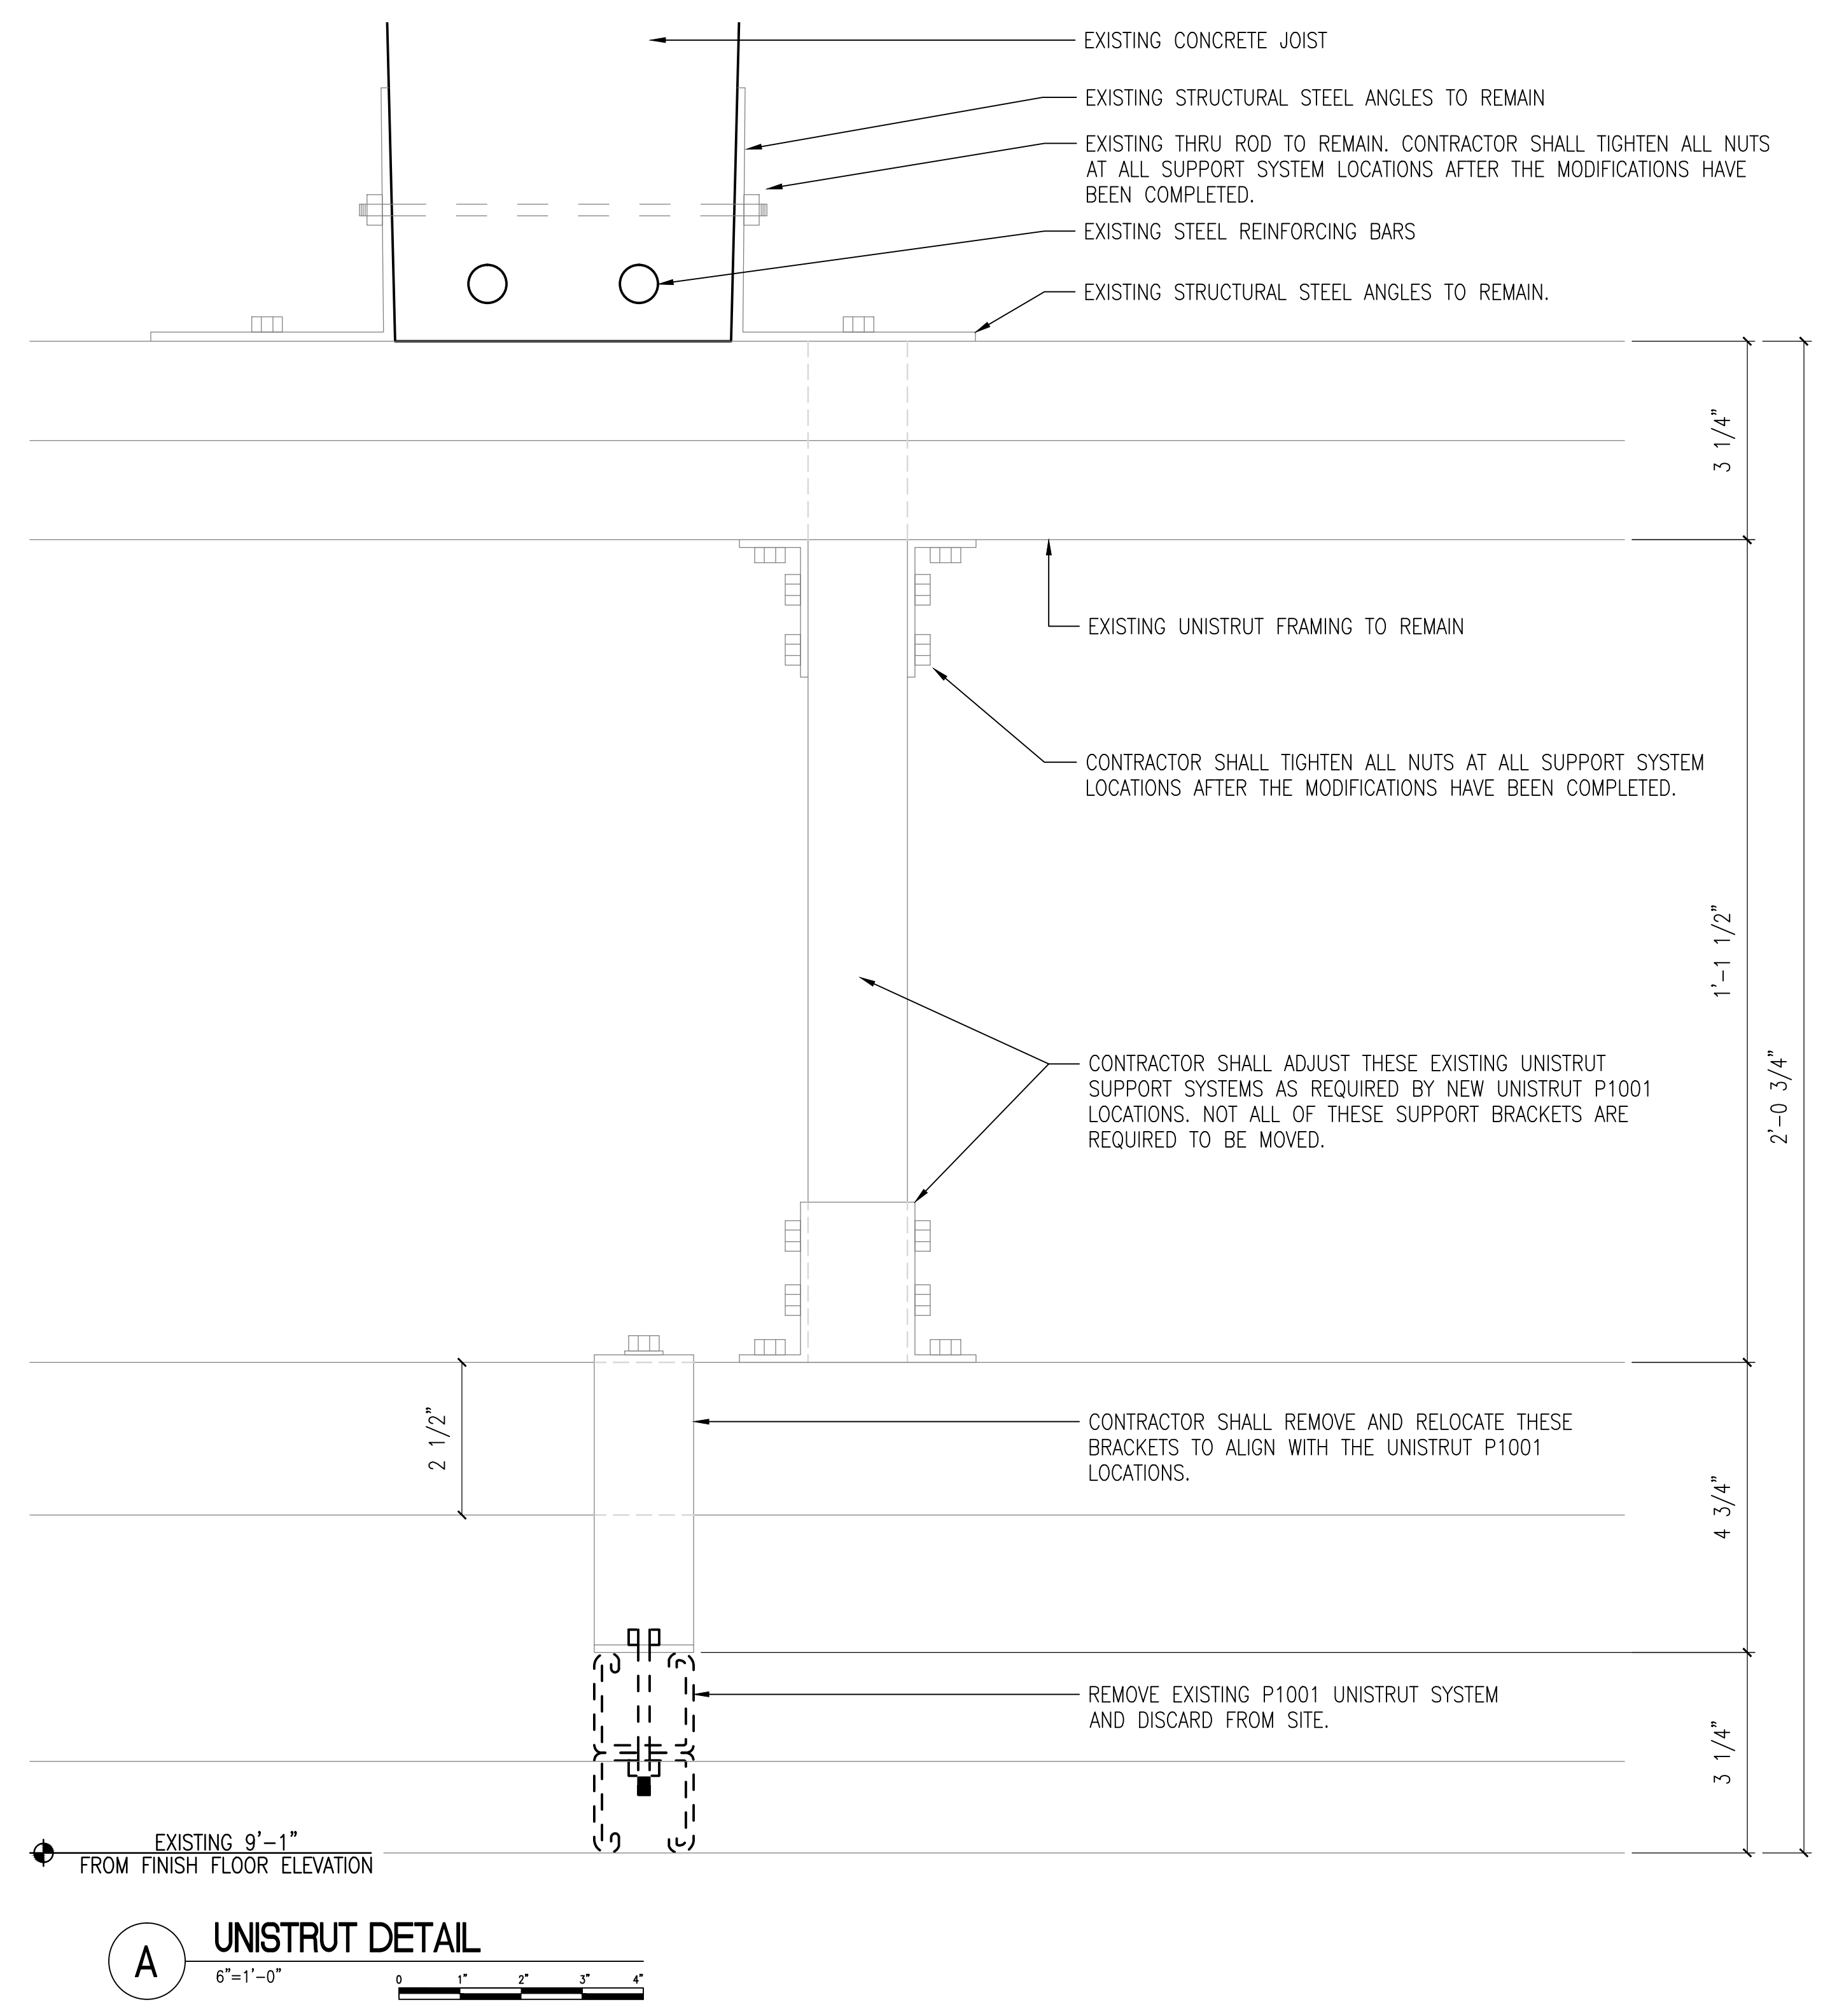 EXISTING CONCRETE JOIST
EXISTING STRUCTURAL STEEL ANGLES TO REMAIN
EXISTING THRU ROD TO REMAIN. CONTRACTOR SHALL TIGHTEN ALL NUTS
AT ALL SUPPORT SYSTEM LOCATIONS AFTER THE MODIFICATIONS HAVE
BEEN COMPLETED.
EXISTING STEEL REINFORCING BARS
EXISTING STRUCTURAL STEEL ANGLES TO REMAIN.
3 1/4"
EXISTING UNISTRUT FRAMING TO REMAIN
CONTRACTOR SHALL TIGHTEN ALL NUTS AT ALL SUPPORT SYSTEM
LOCATIONS AFTER THE MODIFICATIONS HAVE BEEN COMPLETED.
1'-1 1/2"
2'-0 3/4"
CONTRACTOR SHALL ADJUST THESE EXISTING UNISTRUT
SUPPORT SYSTEMS AS REQUIRED BY NEW UNISTRUT P1001
LOCATIONS. NOT ALL OF THESE SUPPORT BRACKETS ARE
REQUIRED TO BE MOVED.
2 1/2"
CONTRACTOR SHALL REMOVE AND RELOCATE THESE
BRACKETS TO ALIGN WITH THE UNISTRUT P1001
LOCATIONS.
4 3/4"
REMOVE EXISTING P1001 UNISTRUT SYSTEM
AND DISCARD FROM SITE.
3 1/4"
EXISTING 9'-1"
FROM FINISH FLOOR ELEVATION
A
UNISTRUT DETAIL
6"=1'-0"
0 1" 2" 3" 4"